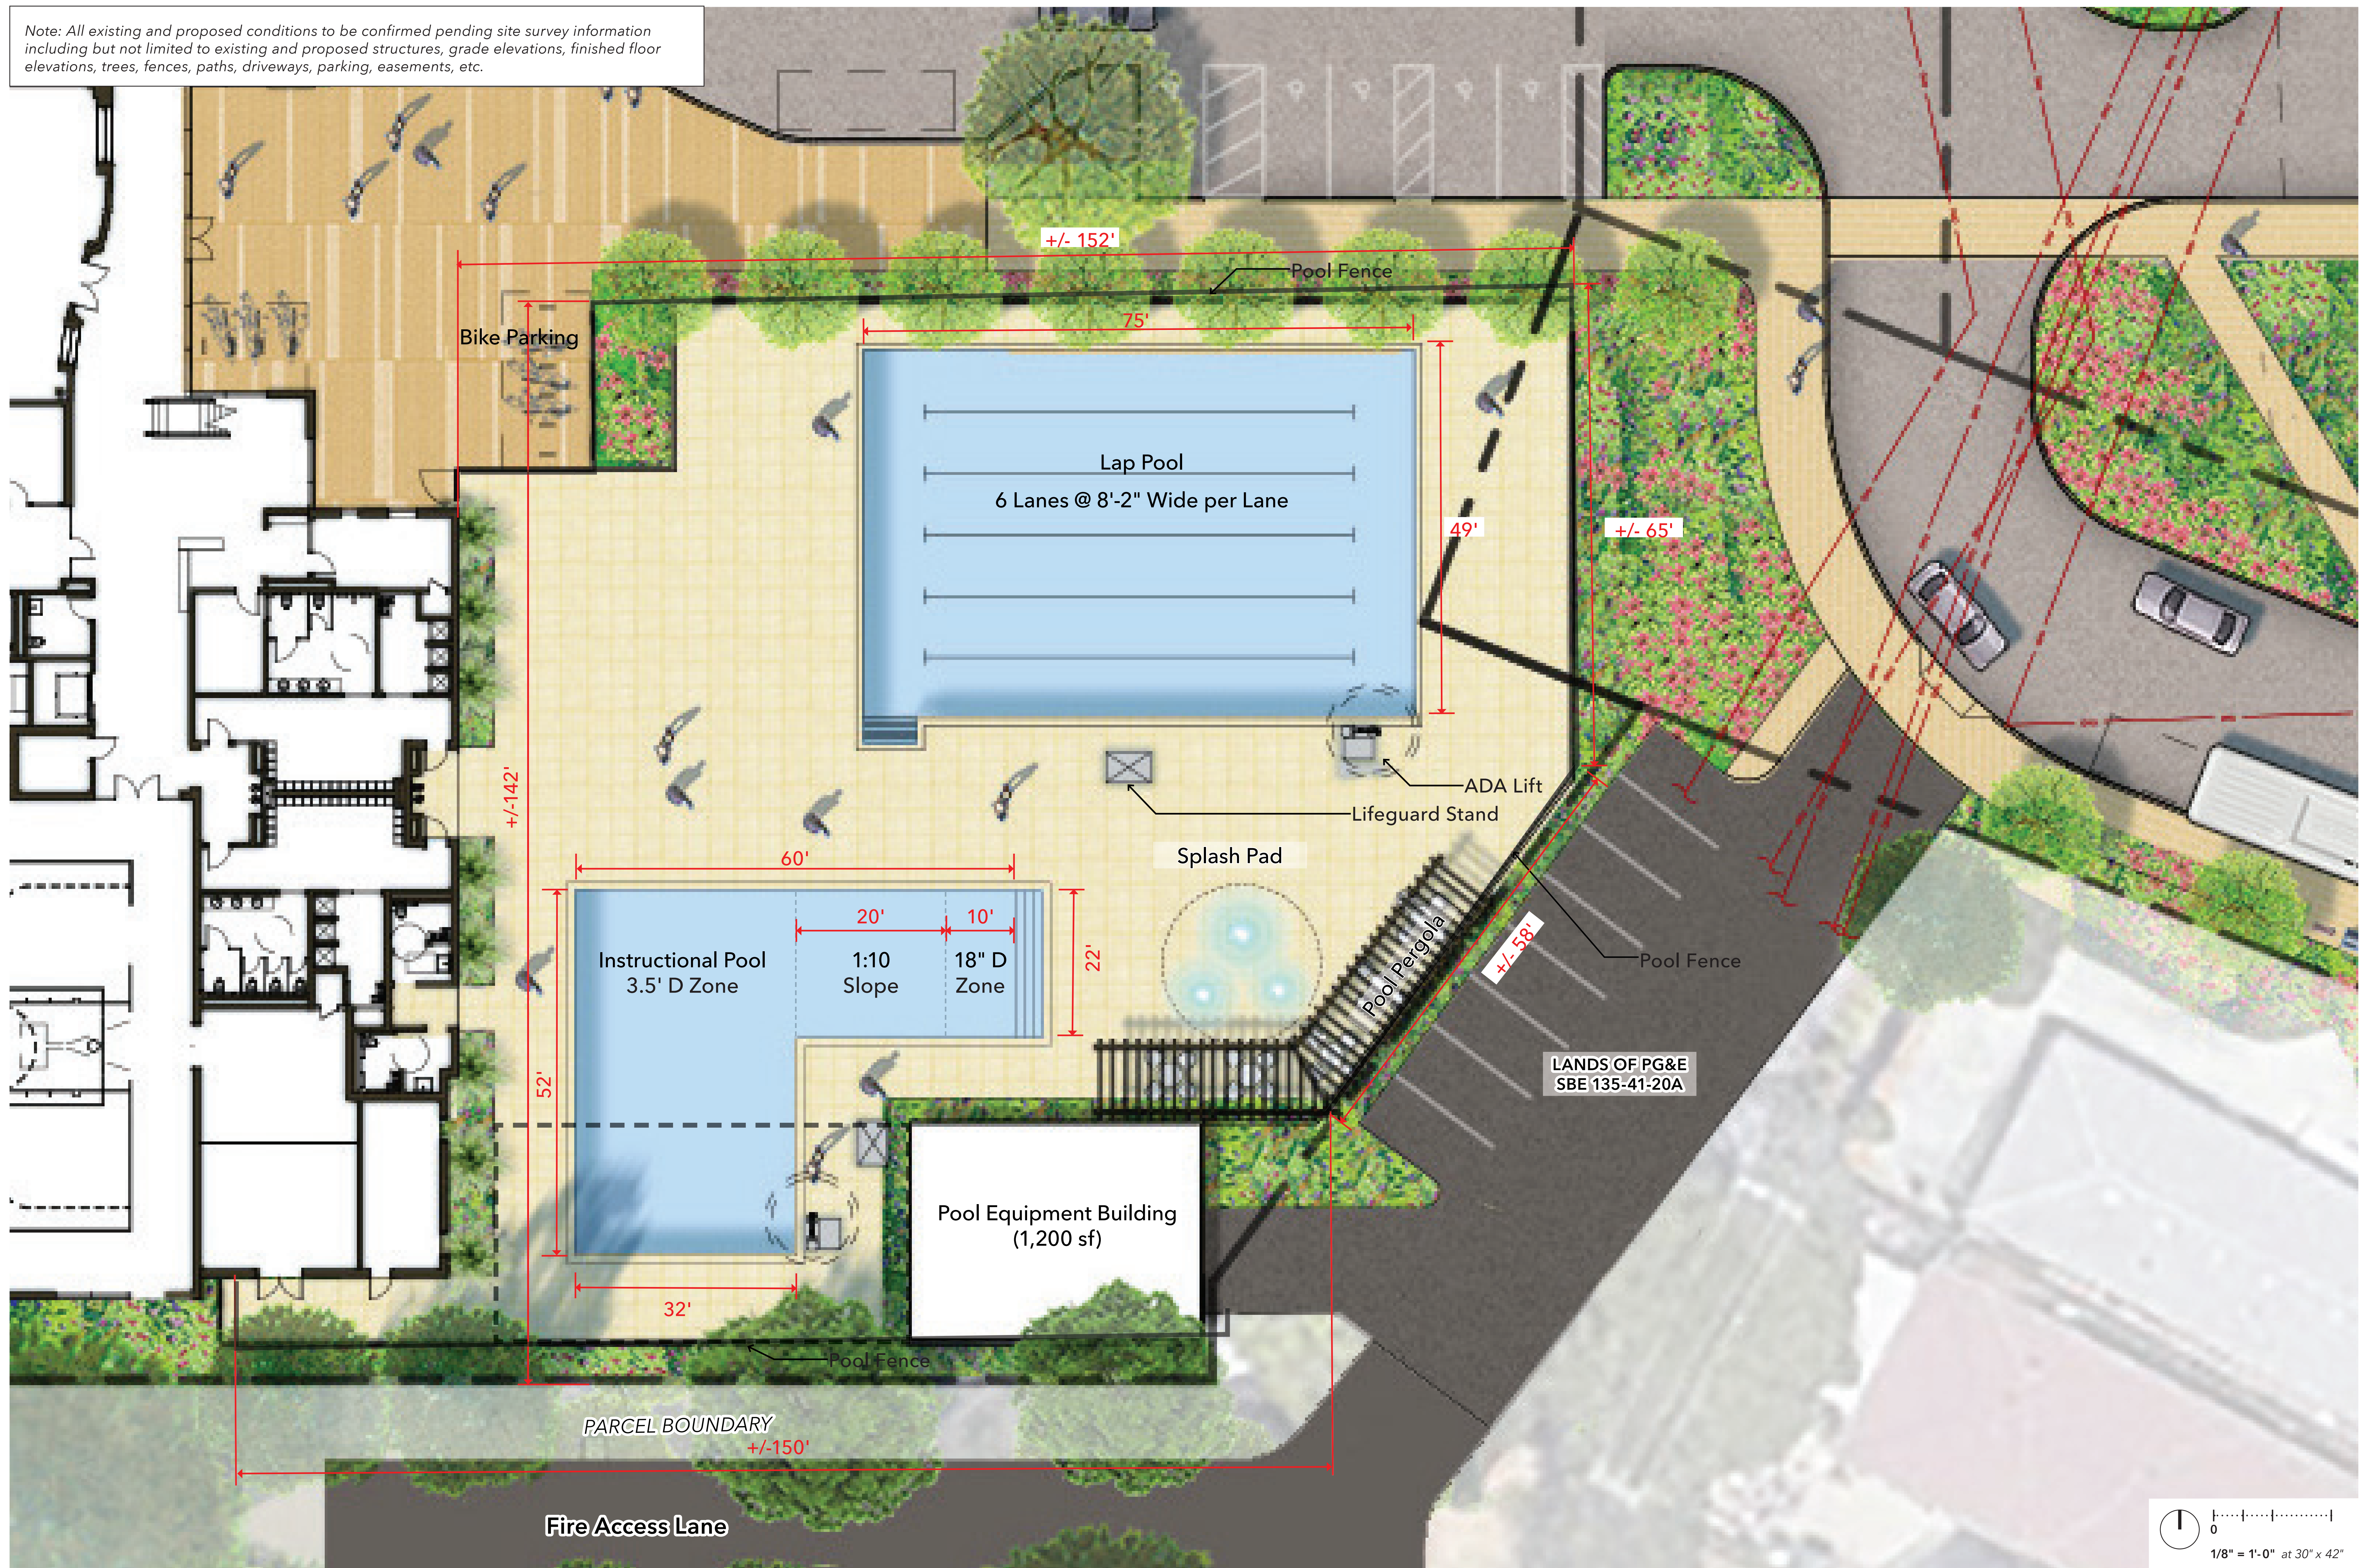 Note: All existing and proposed conditions to be confirmed pending site survey information
including but not limited to existing and proposed structures, grade elevations, finished floor
elevations, trees, fences, paths, driveways, parking, easements, etc.
+/- 152'
Pool Fence
75'
Bike Parking
Lap Pool
6 Lanes @ 8'-2" Wide per Lane
49'
+/- 65'
+/-142'
ADA Lift
Lifeguard Stand
Splash Pad
60'
20'
10'
22'
Instructional Pool
3.5' D Zone
1:10
Slope
18" D
Zone
Pool Pergola
+/- 58'
Pool Fence
52'
LANDS OF PG&E
SBE 135-41-20A
Pool Equipment Building
(1,200 sf)
32'
Pool Fence
PARCEL BOUNDARY
+/-150'
Fire Access Lane
0
1/8" = 1'-0" at 30" x 42"